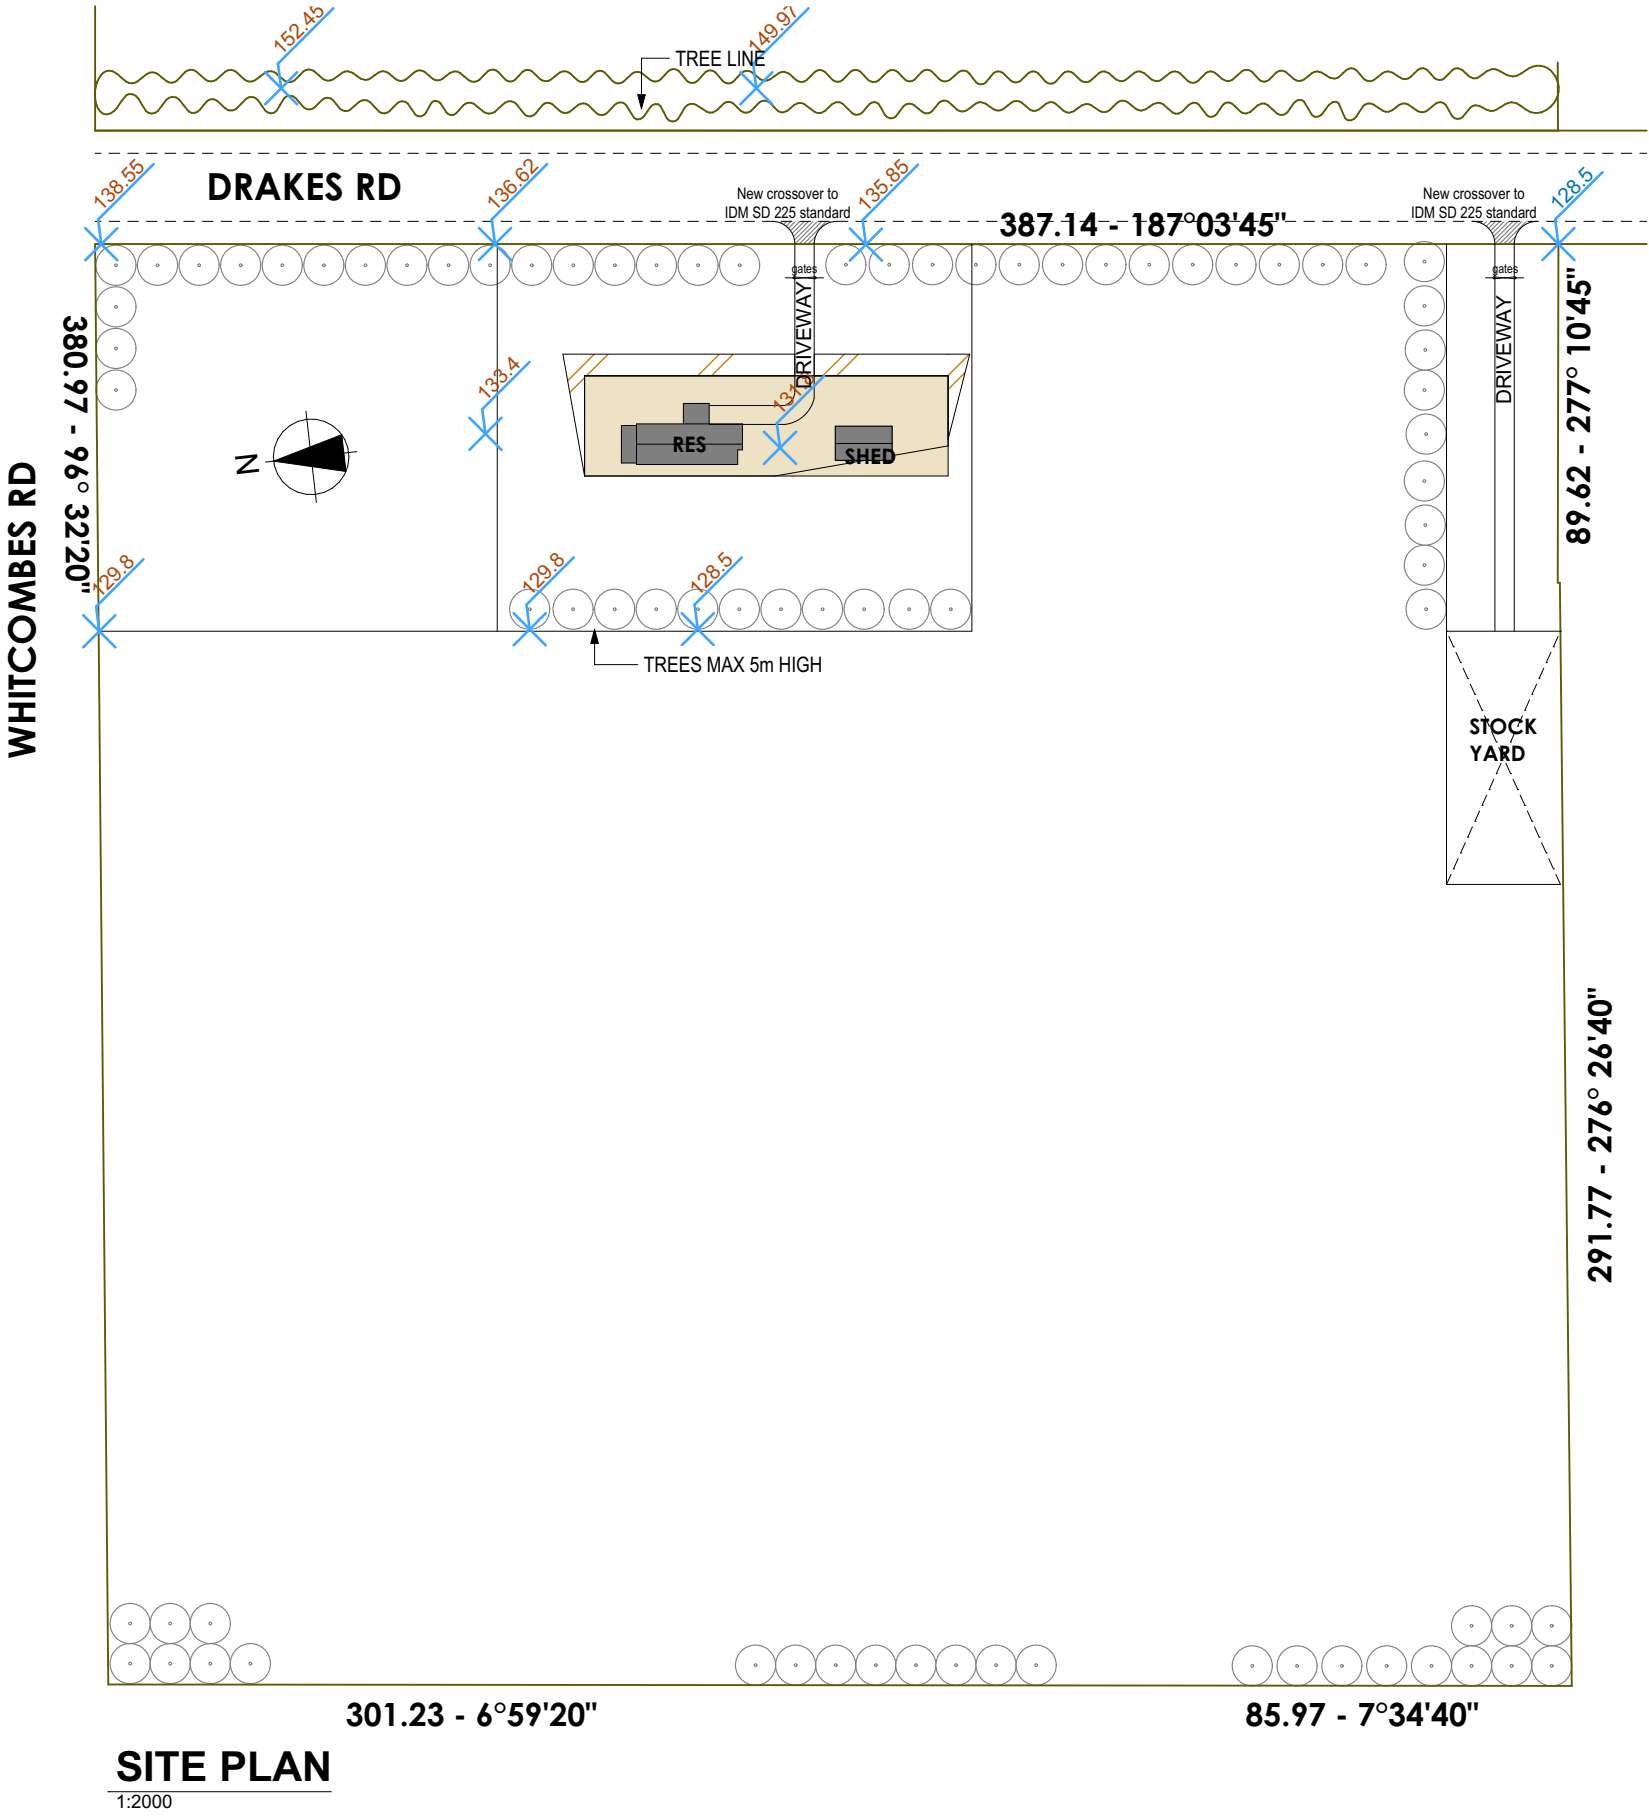 152.45
149.97
TREE LINE
138.55
DRAKES RD
136.62
New crossover to
IDM SD 225 standard
135.85
387.14 - 187°03'45"
New crossover to
IDM SD 225 standard
128.5
gates
gates
DRIVEWAY
DRIVEWAY
380.97 - 96° 32'20"
89.62 - 277° 10'45"
133.4
N
RES
SHED
WHITCOMBES RD
129.8
129.8
128.5
TREES MAX 5m HIGH
STOCK
YARD
291.77 - 276° 26'40"
301.23 - 6°59'20"
85.97 - 7°34'40"
SITE PLAN
1:2000